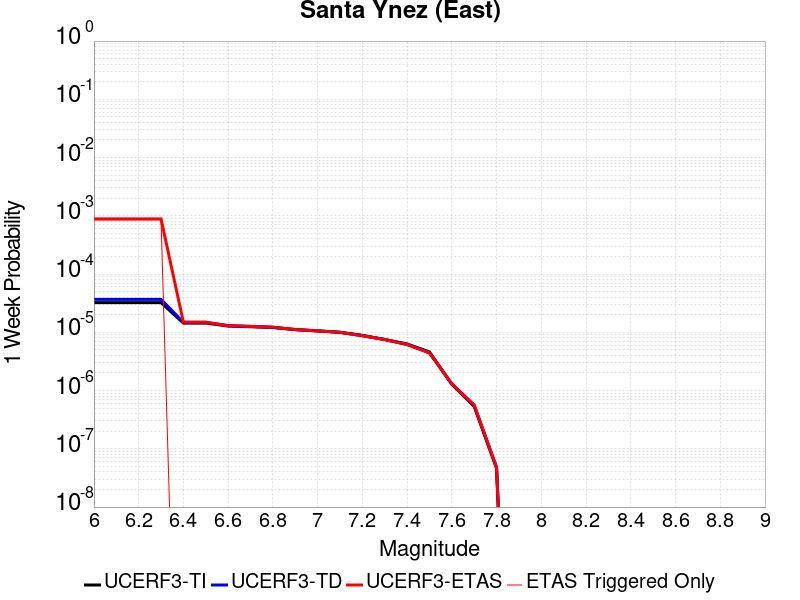 Santa Ynez (East)
10^0
10^-1
10^-2
10^-3
10^-4
10^-5
10^-6
10^-7
10^-8
1 Week Probability
6 6.2 6.4 6.6 6.8 7 7.2 7.4 7.6 7.8 8 8.2 8.4 8.6 8.8 9
Magnitude
UCERF3-TI UCERF3-TD UCERF3-ETAS ETAS Triggered Only